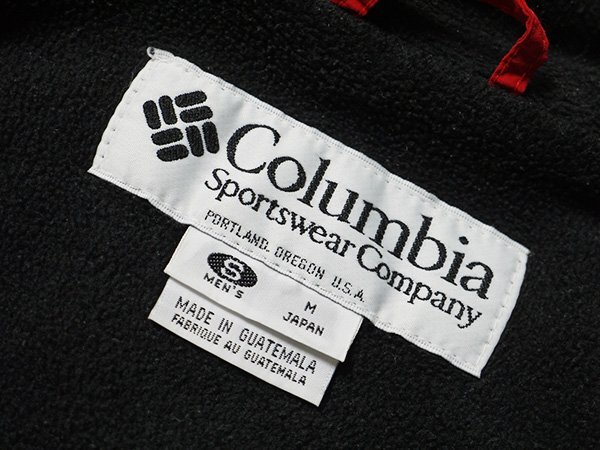 Columbia
Sportswear Company
PORTLAND, OREGON U.S.A.
S M
MEN'S JAPAN
MADE IN GUATEMALA
FABRIQUE AU GUATEMALA